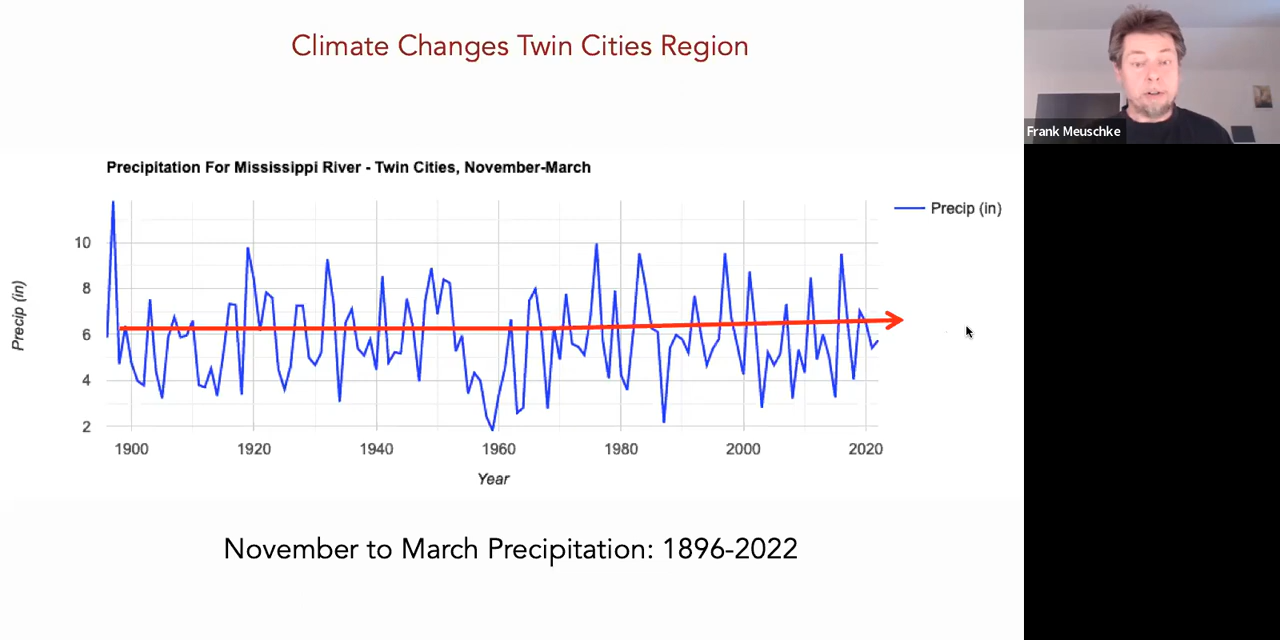 Climate Changes Twin Cities Region
Frank Meuschke
Precipitation For Mississippi River - Twin Cities, November-March
Precip (in)
Precip (in)
10
8
6
4
2
1900 1920 1940 1960 1980 2000 2020
Year
November to March Precipitation: 1896-2022